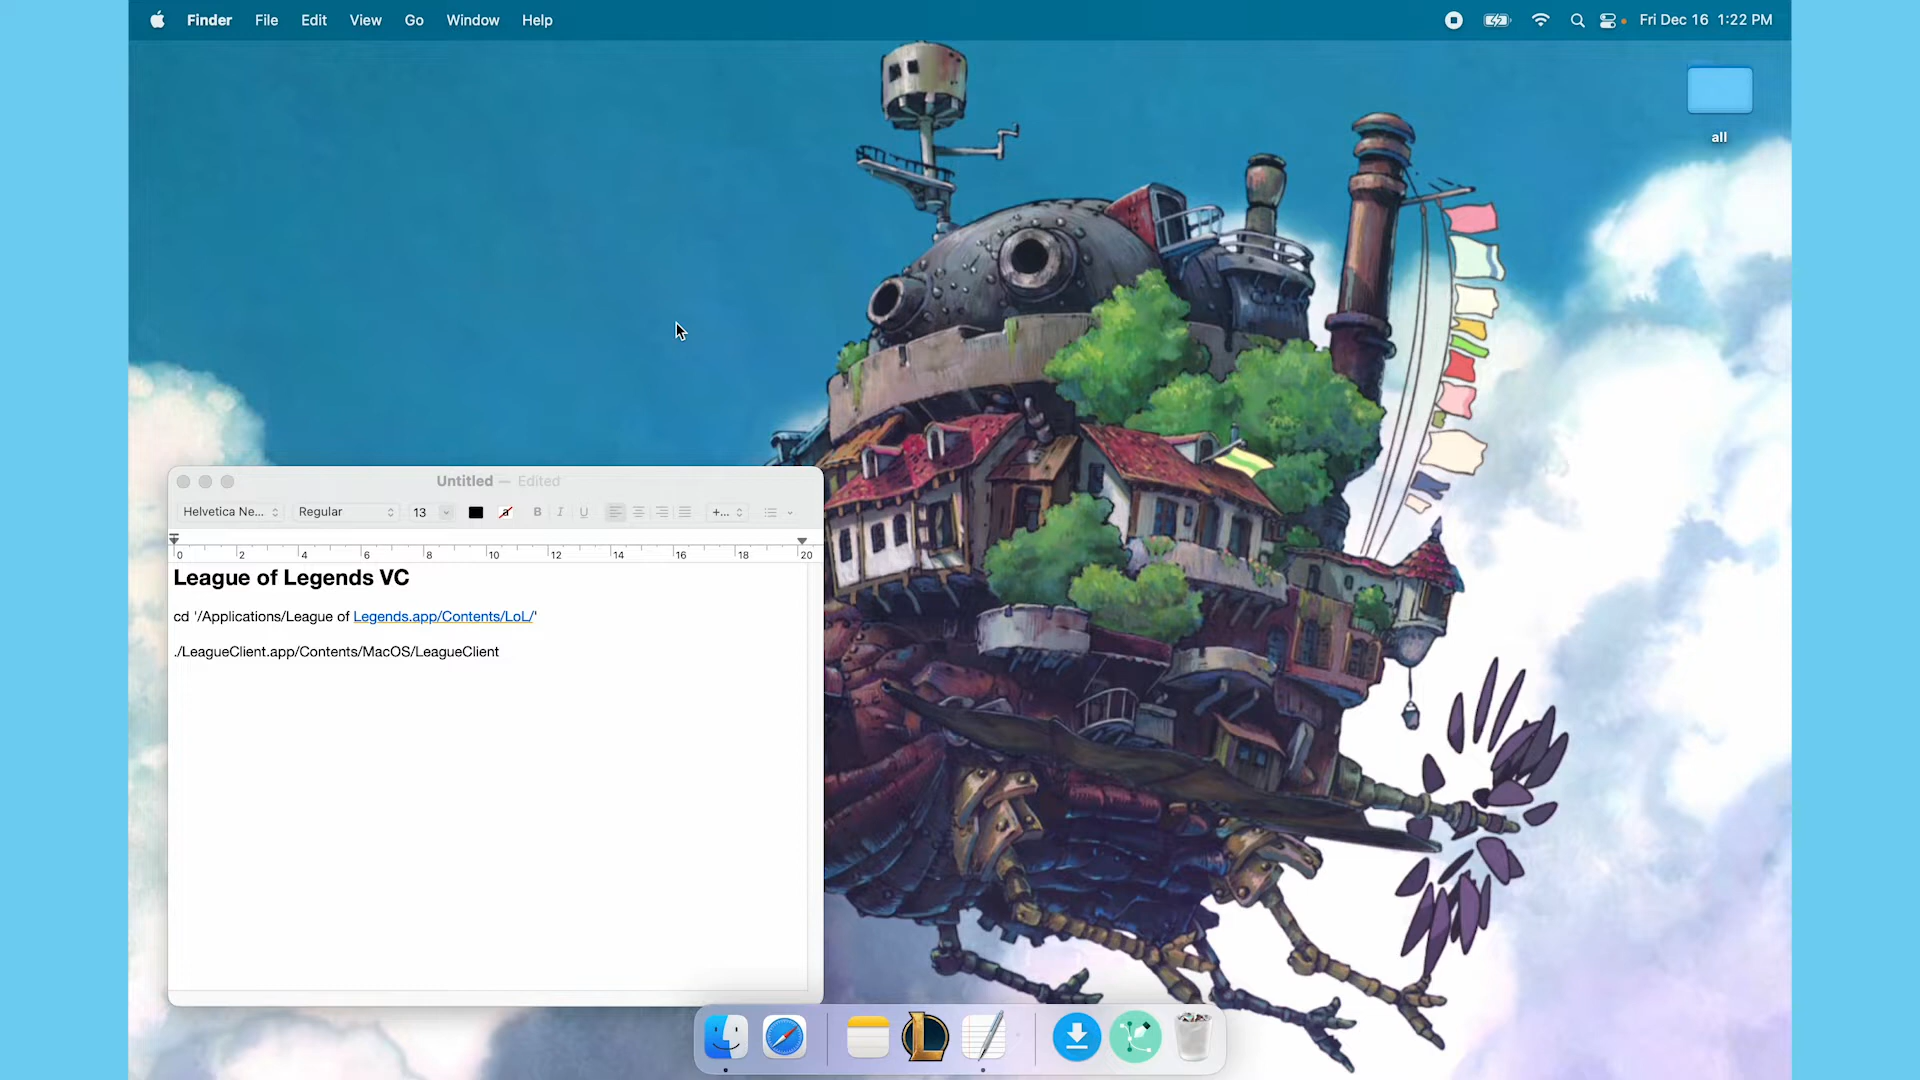 Finder File Edit View Go Window Help Fri Dec 16 1:22 PM
all
Untitled — Edited
Helvetica Ne... Regular 13 a B I U +...
0 2 4 6 8 10 12 14 16 18 20
League of Legends VC
cd '/Applications/League of Legends.app/Contents/LoL/'
./LeagueClient.app/Contents/MacOS/LeagueClient